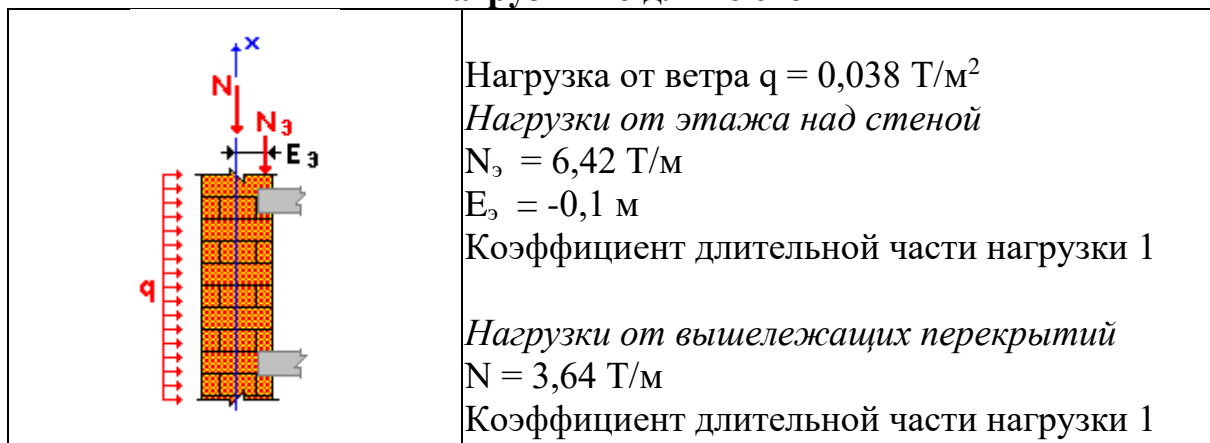 x
N
Nэ
Eэ
q
Нагрузка от ветра q = 0,038 Т/м²
Нагрузки от этажа над стеной
Nэ = 6,42 Т/м
Eэ = -0,1 м
Коэффициент длительной части нагрузки 1
Нагрузки от вышележащих перекрытий
N = 3,64 Т/м
Коэффициент длительной части нагрузки 1